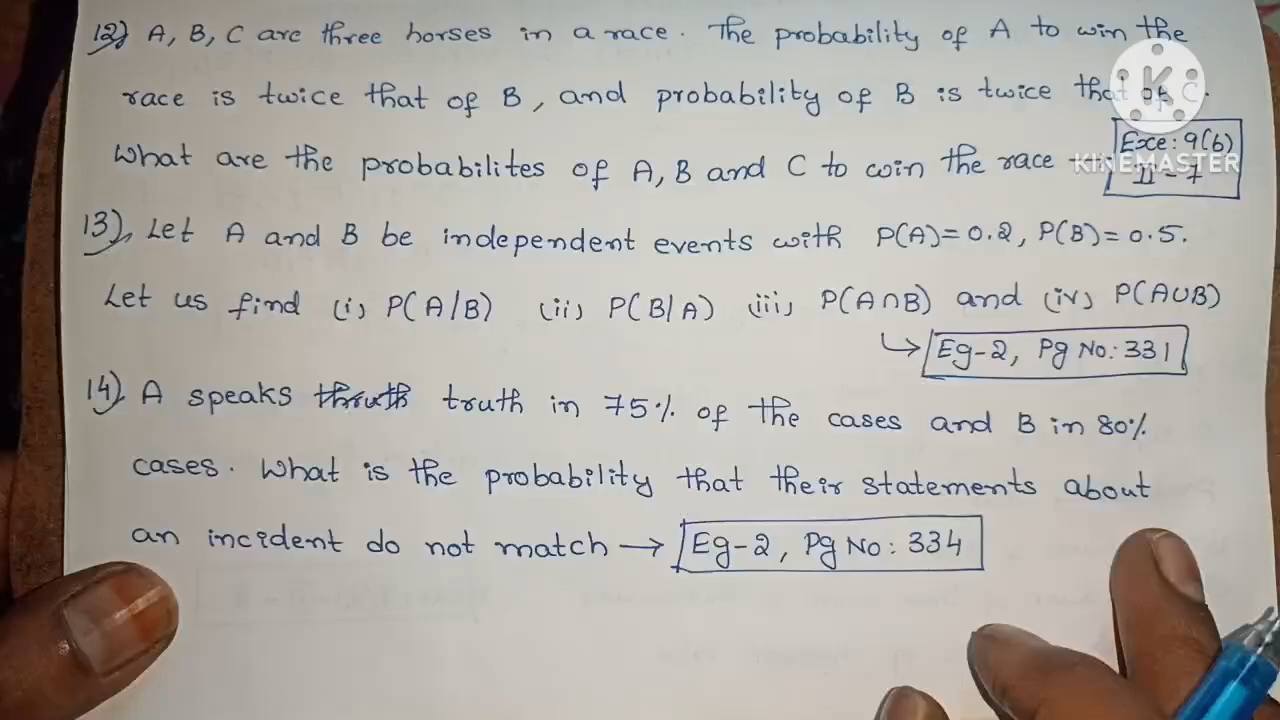 12) A, B, C are three horses in a race. The probability of A to win the
race is twice that of B, and probability of B is twice that of C.
What are the probabilites of A, B and C to win the race
Exce: 9(b)
II - 7
KINEMASTER
13), Let A and B be independent events with P(A)=0.2, P(B)=0.5.
Let us find (i) P(A/B) (ii) P(B/A) (iii) P(A∩B) and (iv) P(A∪B)
↳ Eg-2, Pg No: 331
14) A speaks thruth truth in 75% of the cases and B in 80%
cases. What is the probability that their statements about
an incident do not match → Eg-2, Pg No: 334